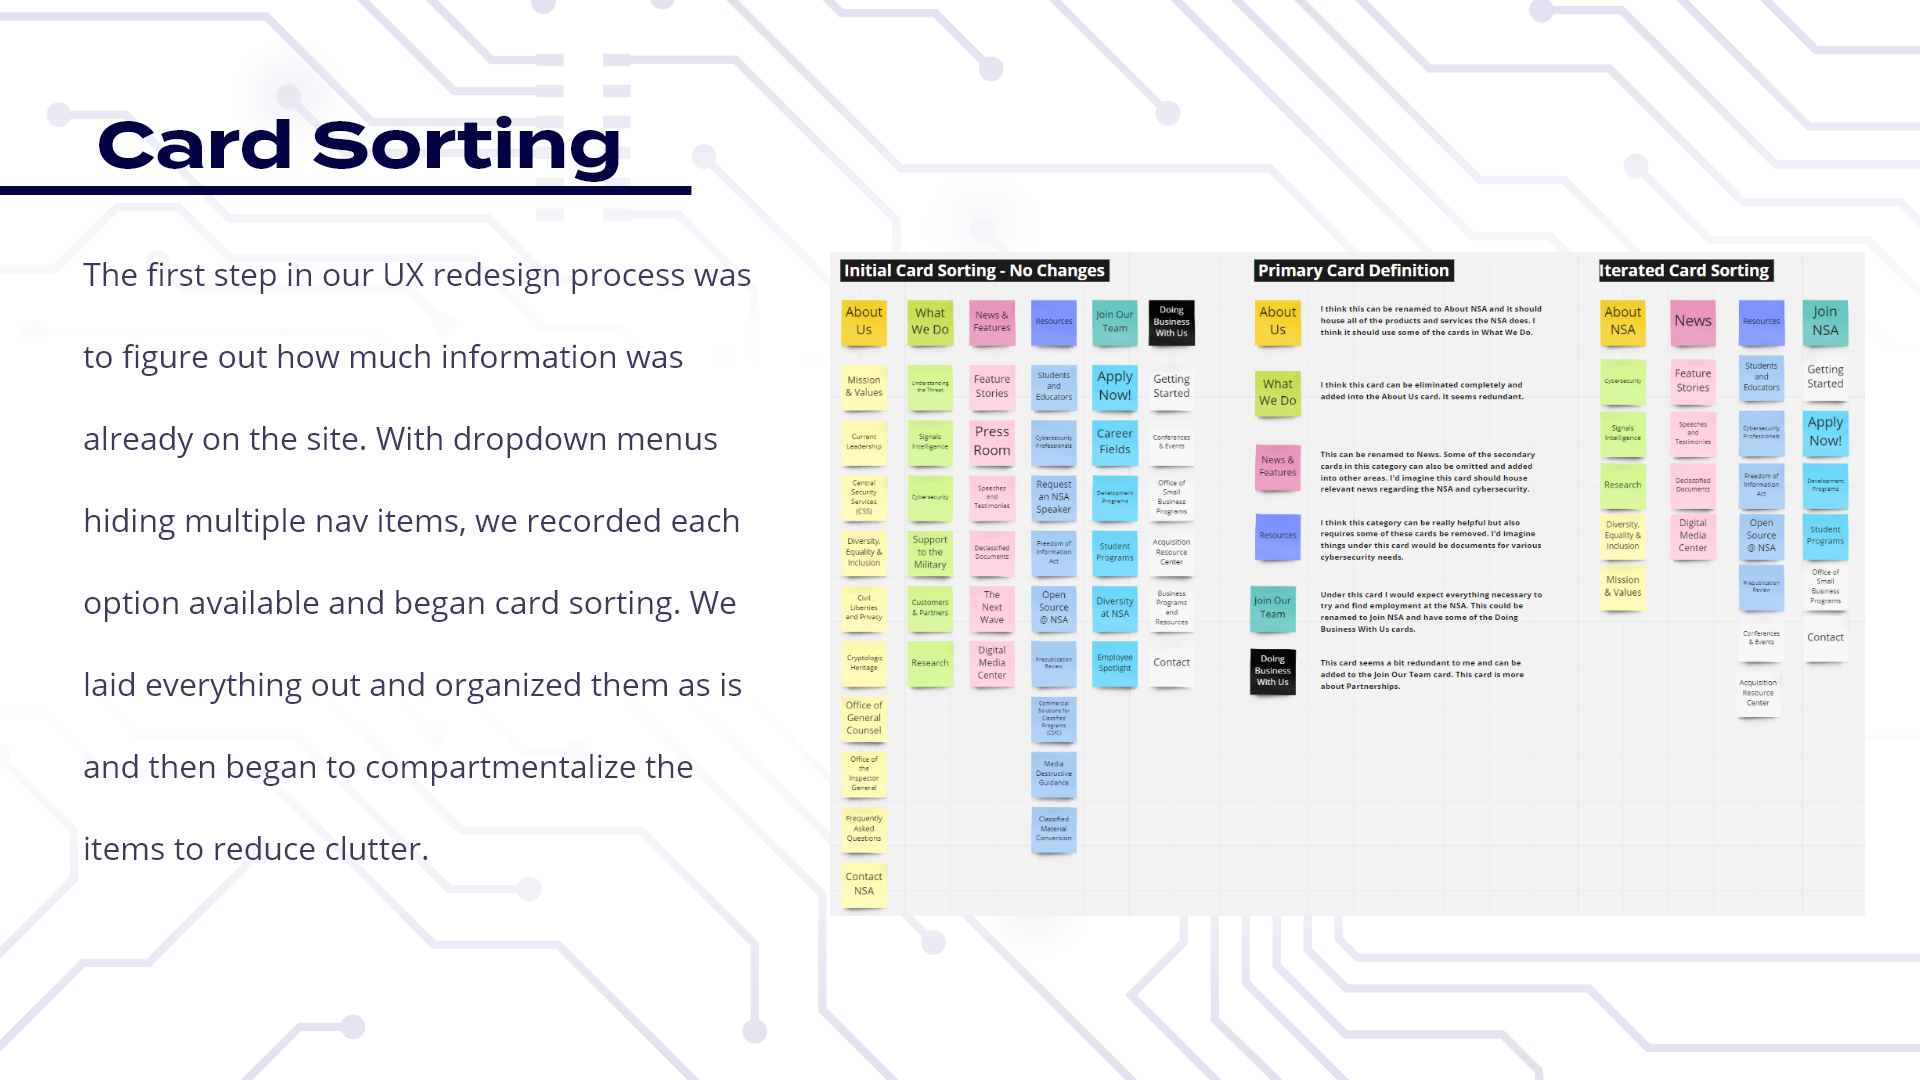 Card Sorting
The first step in our UX redesign process was
to figure out how much information was
already on the site. With dropdown menus
hiding multiple nav items, we recorded each
option available and began card sorting. We
laid everything out and organized them as is
and then began to compartmentalize the
items to reduce clutter.
Initial Card Sorting - No Changes
About
Us
Mission
& Values
Current
Leadership
Central
Security
Services
(CSS)
Diversity,
Equality &
Inclusion
Civil
Liberties
and Privacy
Cryptologic
Heritage
Office of
General
Counsel
Office of
the
Inspector
General
Frequently
Asked
Questions
Contact
NSA
What
We Do
Understanding
the Threat
Signals
Intelligence
Cybersecurity
Support
to the
Military
Customers
& Partners
Research
News &
Features
Feature
Stories
Press
Room
Speeches
and
Testimonies
Declassified
Documents
The
Next
Wave
Digital
Media
Center
Resources
Students
and
Educators
Cybersecurity
Professionals
Request
an NSA
Speaker
Freedom of
Information
Act
Open
Source
@ NSA
Prepublication
Review
Commercial
Solutions for
Classified
Programs
(CSfC)
Media
Destructive
Guidance
Classified
Material
Conversion
Join Our
Team
Apply
Now!
Career
Fields
Development
Programs
Student
Programs
Diversity
at NSA
Employee
Spotlight
Doing
Business
With Us
Getting
Started
Conferences
& Events
Office of
Small
Business
Programs
Acquisition
Resource
Center
Business
Programs
and
Resources
Contact
Primary Card Definition
About
Us
I think this can be renamed to About NSA and it should
house all of the products and services the NSA does. I
think it should use some of the cards in What We Do.
What
We Do
I think this card can be eliminated completely and
added into the About Us card. It seems redundant.
News &
Features
This can be renamed to News. Some of the secondary
cards in this category can also be omitted and added
into other areas. I'd imagine this card should house
relevant news regarding the NSA and cybersecurity.
Resources
I think this category can be really helpful but also
requires some of these cards be removed. I'd imagine
things under this card would be documents for various
cybersecurity needs.
Join Our
Team
Under this card I would expect everything necessary to
try and find employment at the NSA. This could be
renamed to Join NSA and have some of the Doing
Business With Us cards.
Doing
Business
With Us
This card seems a bit redundant to me and can be
added to the Join Our Team card. This card is more
about Partnerships.
Iterated Card Sorting
About
NSA
Cybersecurity
Signals
Intelligence
Research
Diversity,
Equality &
Inclusion
Mission
& Values
News
Feature
Stories
Speeches
and
Testimonies
Declassified
Documents
Digital
Media
Center
Resources
Students
and
Educators
Cybersecurity
Professionals
Freedom of
Information
Act
Open
Source
@ NSA
Prepublication
Review
Conferences
& Events
Acquisition
Resource
Center
Join
NSA
Getting
Started
Apply
Now!
Development
Programs
Student
Programs
Office of
Small
Business
Programs
Contact